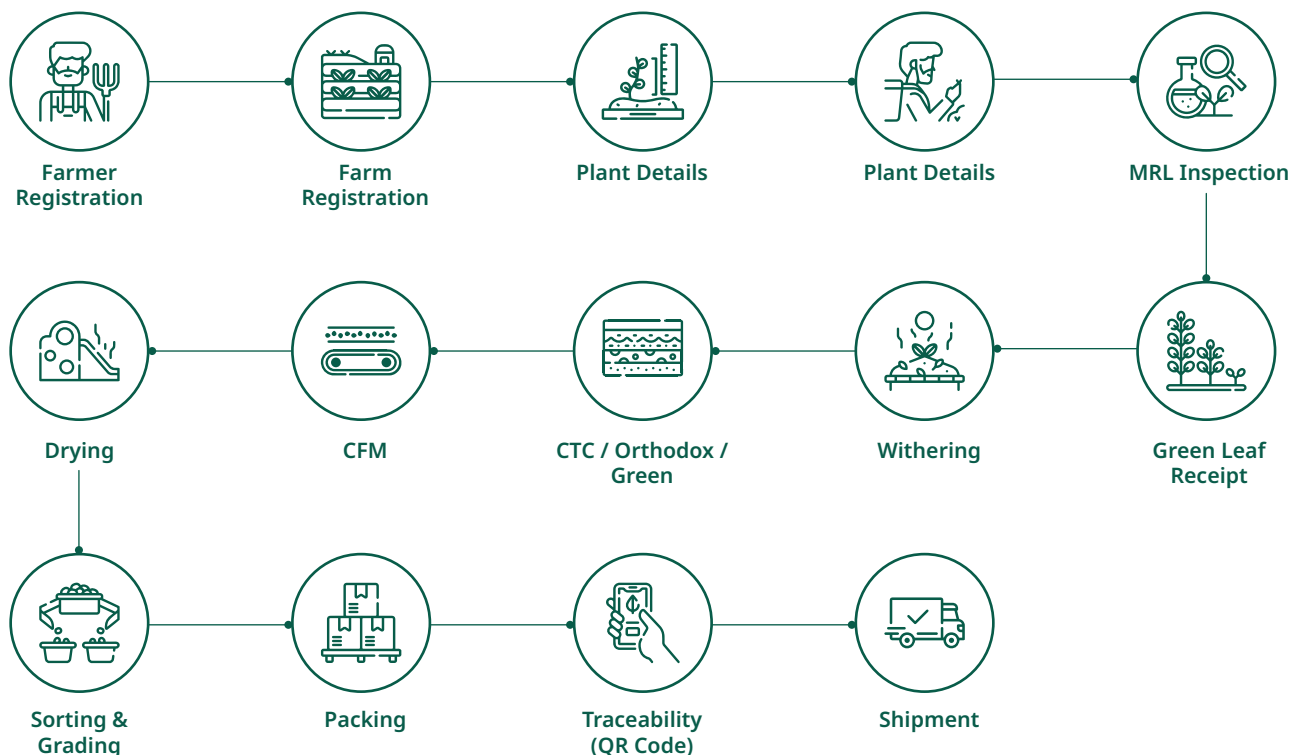 Farmer
Registration
Farm
Registration
Plant Details
Plant Details
MRL Inspection
Drying
CFM
CTC / Orthodox /
Green
Withering
Green Leaf
Receipt
Sorting &
Grading
Packing
Traceability
(QR Code)
Shipment